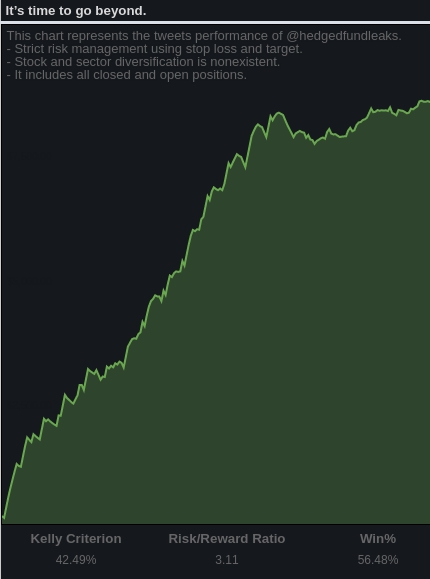 It's time to go beyond.
This chart represents the tweets performance of @hedgedfundleaks.
- Strict risk management using stop loss and target.
- Stock and sector diversification is nonexistent.
- It includes all closed and open positions.
Kelly Criterion Risk/Reward Ratio Win%
42.49% 3.11 56.48%